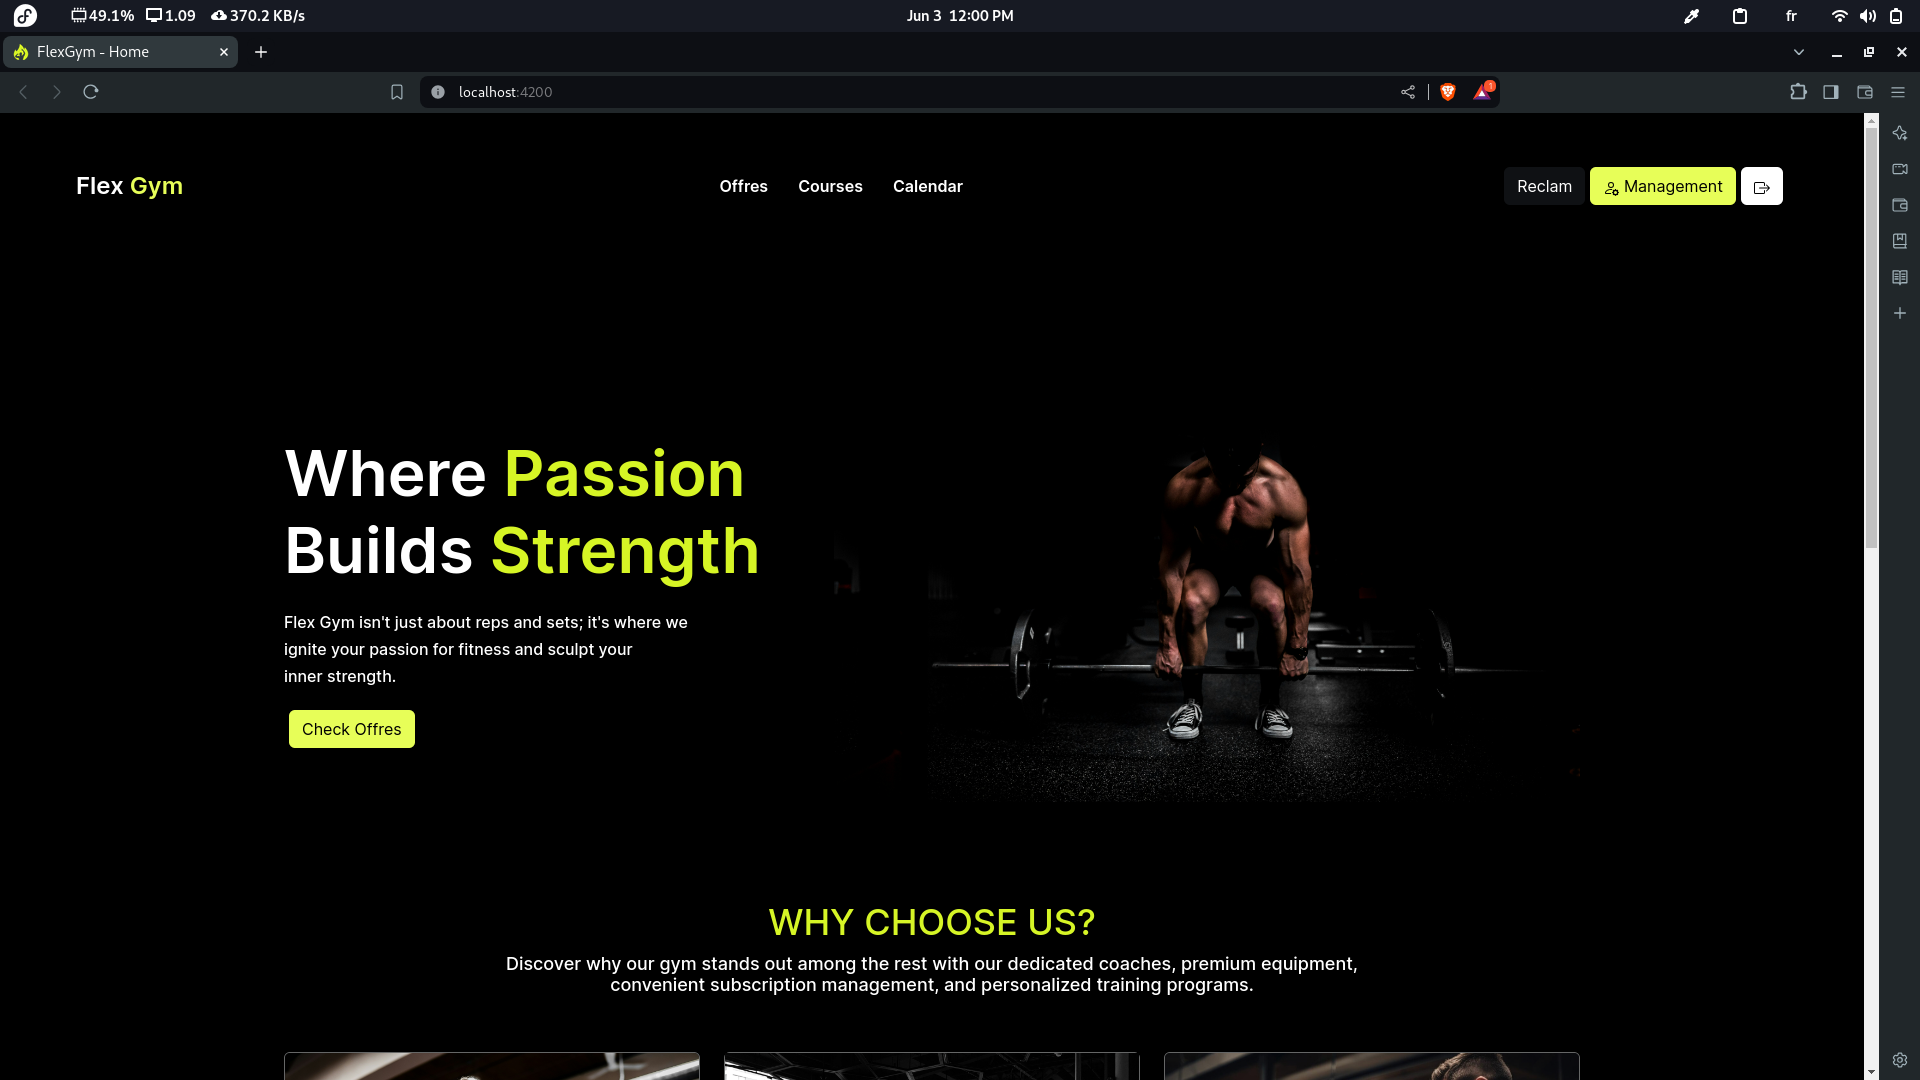 49.1% 1.09 370.2 KB/s Jun 3 12:00 PM fr
FlexGym - Home
localhost:4200 1
Flex Gym Offres Courses Calendar Reclam Management
Where Passion
Builds Strength
Flex Gym isn't just about reps and sets; it's where we
ignite your passion for fitness and sculpt your
inner strength.
Check Offres
WHY CHOOSE US?
Discover why our gym stands out among the rest with our dedicated coaches, premium equipment,
convenient subscription management, and personalized training programs.